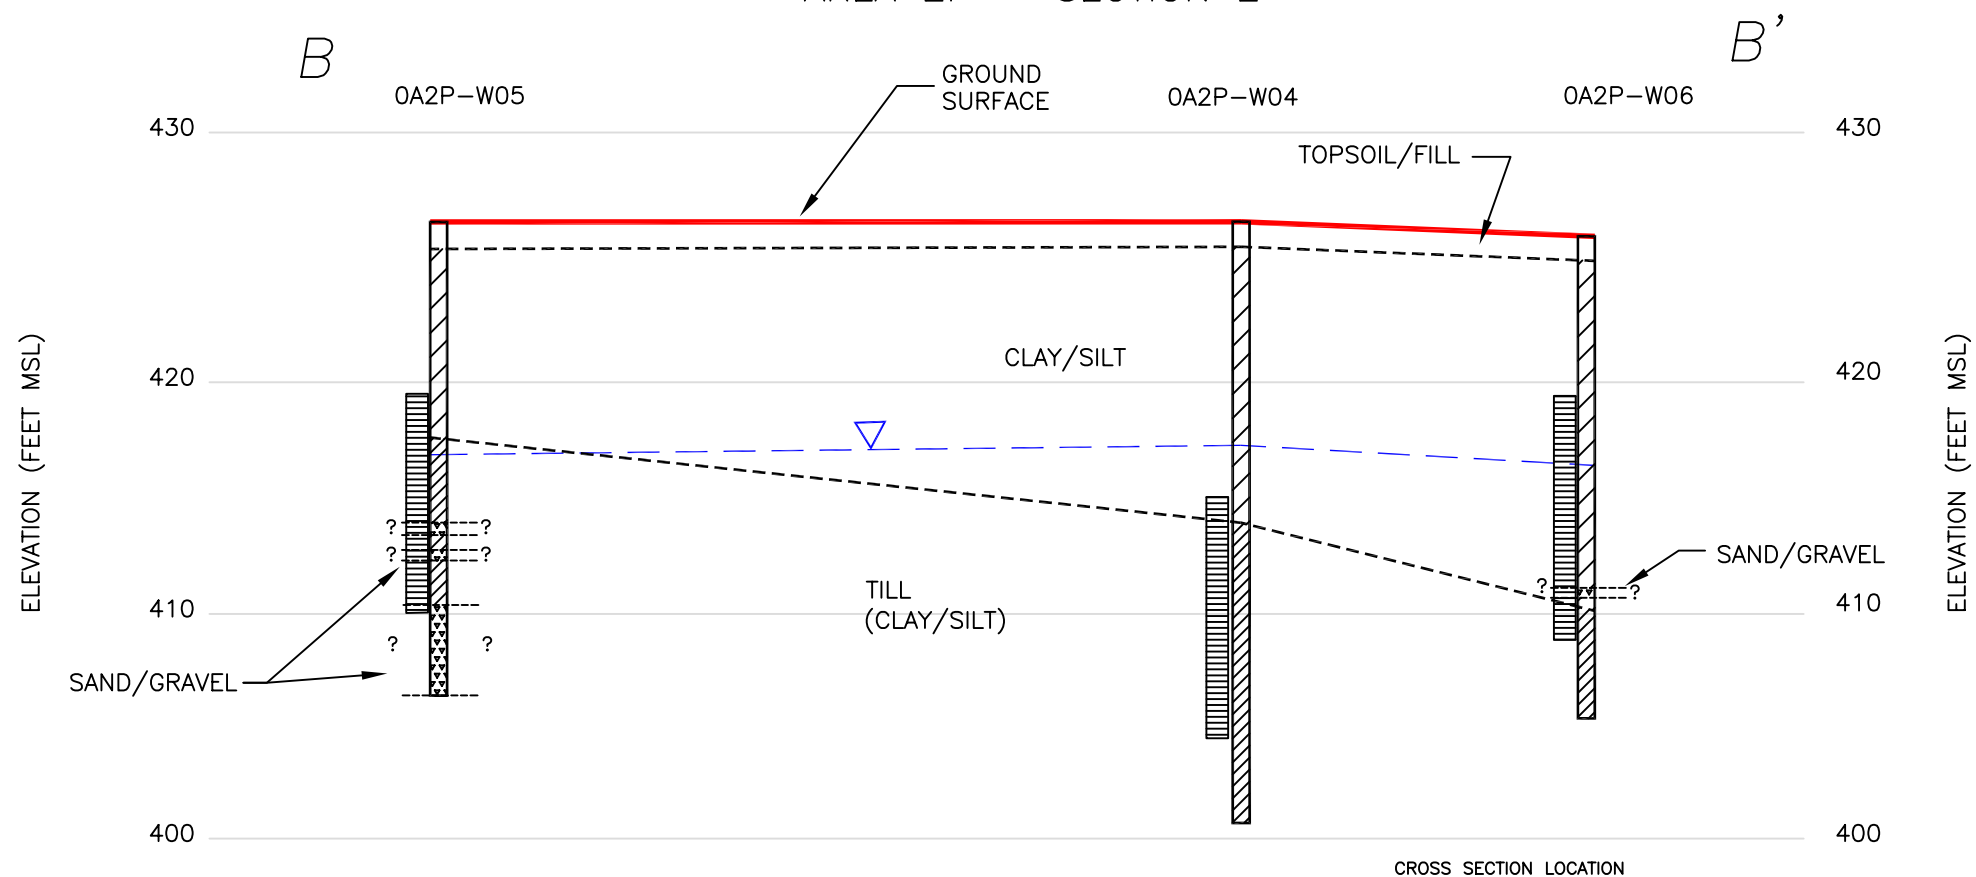 B
B'
0A2P-W05
GROUND
SURFACE
0A2P-W04
0A2P-W06
430
430
TOPSOIL/FILL
CLAY/SILT
420
420
ELEVATION (FEET MSL)
ELEVATION (FEET MSL)
? ?
? ?
SAND/GRAVEL
? ?
TILL
(CLAY/SILT)
410
410
? ?
SAND/GRAVEL
400
400
CROSS SECTION LOCATION